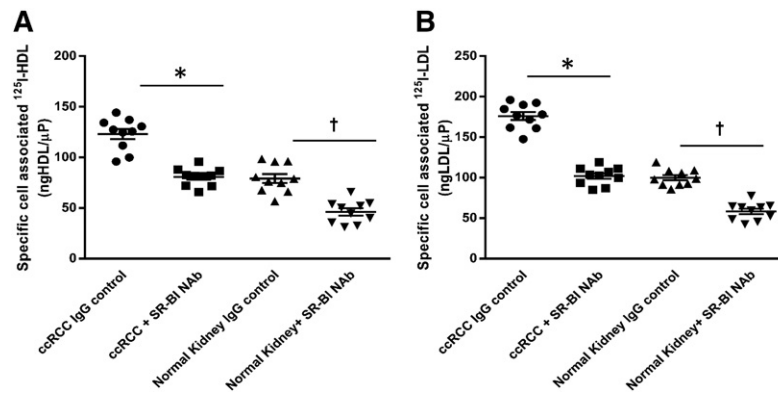 A
Specific cell associated ¹²⁵I-HDL
(ngHDL/µP)
200
150
100
50
0
*
†
ccRCC IgG control
ccRCC + SR-BI NAb
Normal Kidney IgG control
Normal Kidney+ SR-BI NAb
B
Specific cell associated ¹²⁵I-LDL
(ngLDL/µP)
250
200
150
100
50
0
*
†
ccRCC IgG control
ccRCC + SR-BI NAb
Normal Kidney IgG control
Normal Kidney+ SR-BI NAb